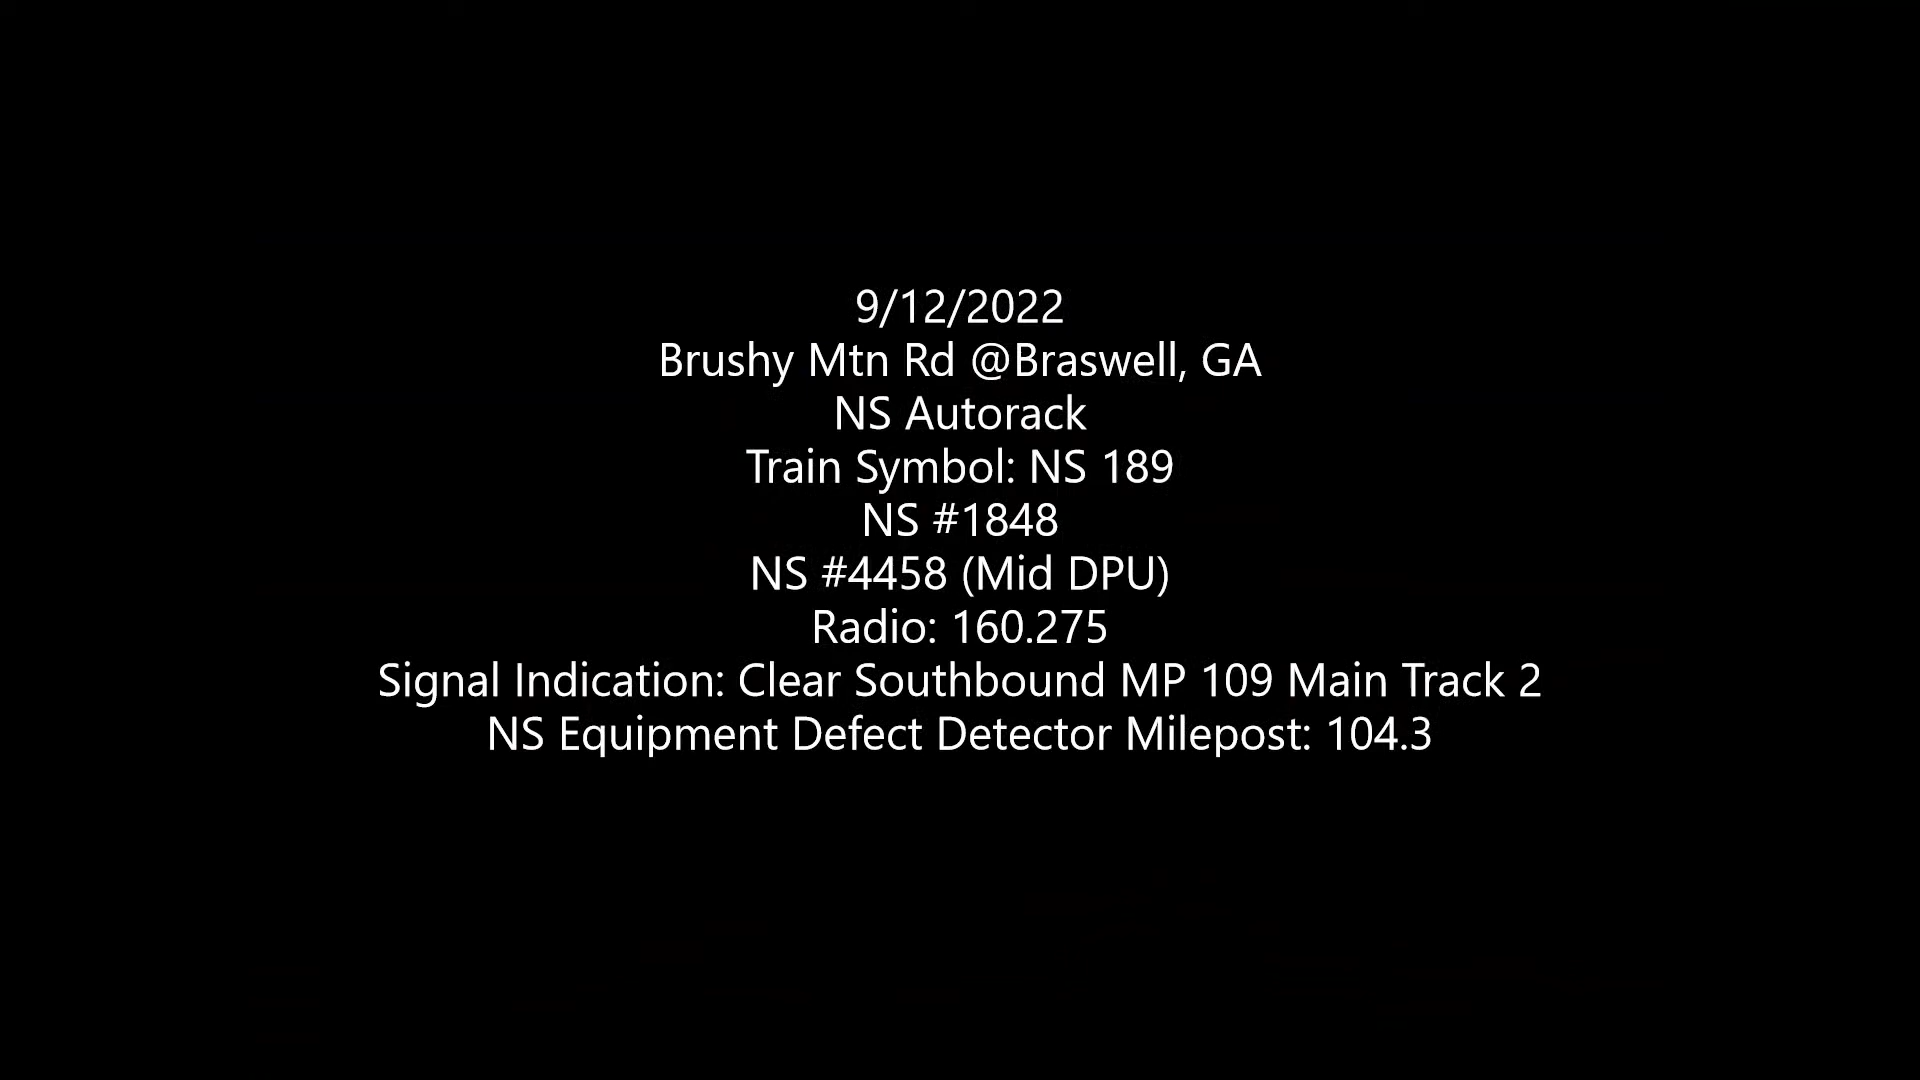 9/12/2022
Brushy Mtn Rd @Braswell, GA
NS Autorack
Train Symbol: NS 189
NS #1848
NS #4458 (Mid DPU)
Radio: 160.275
Signal Indication: Clear Southbound MP 109 Main Track 2
NS Equipment Defect Detector Milepost: 104.3